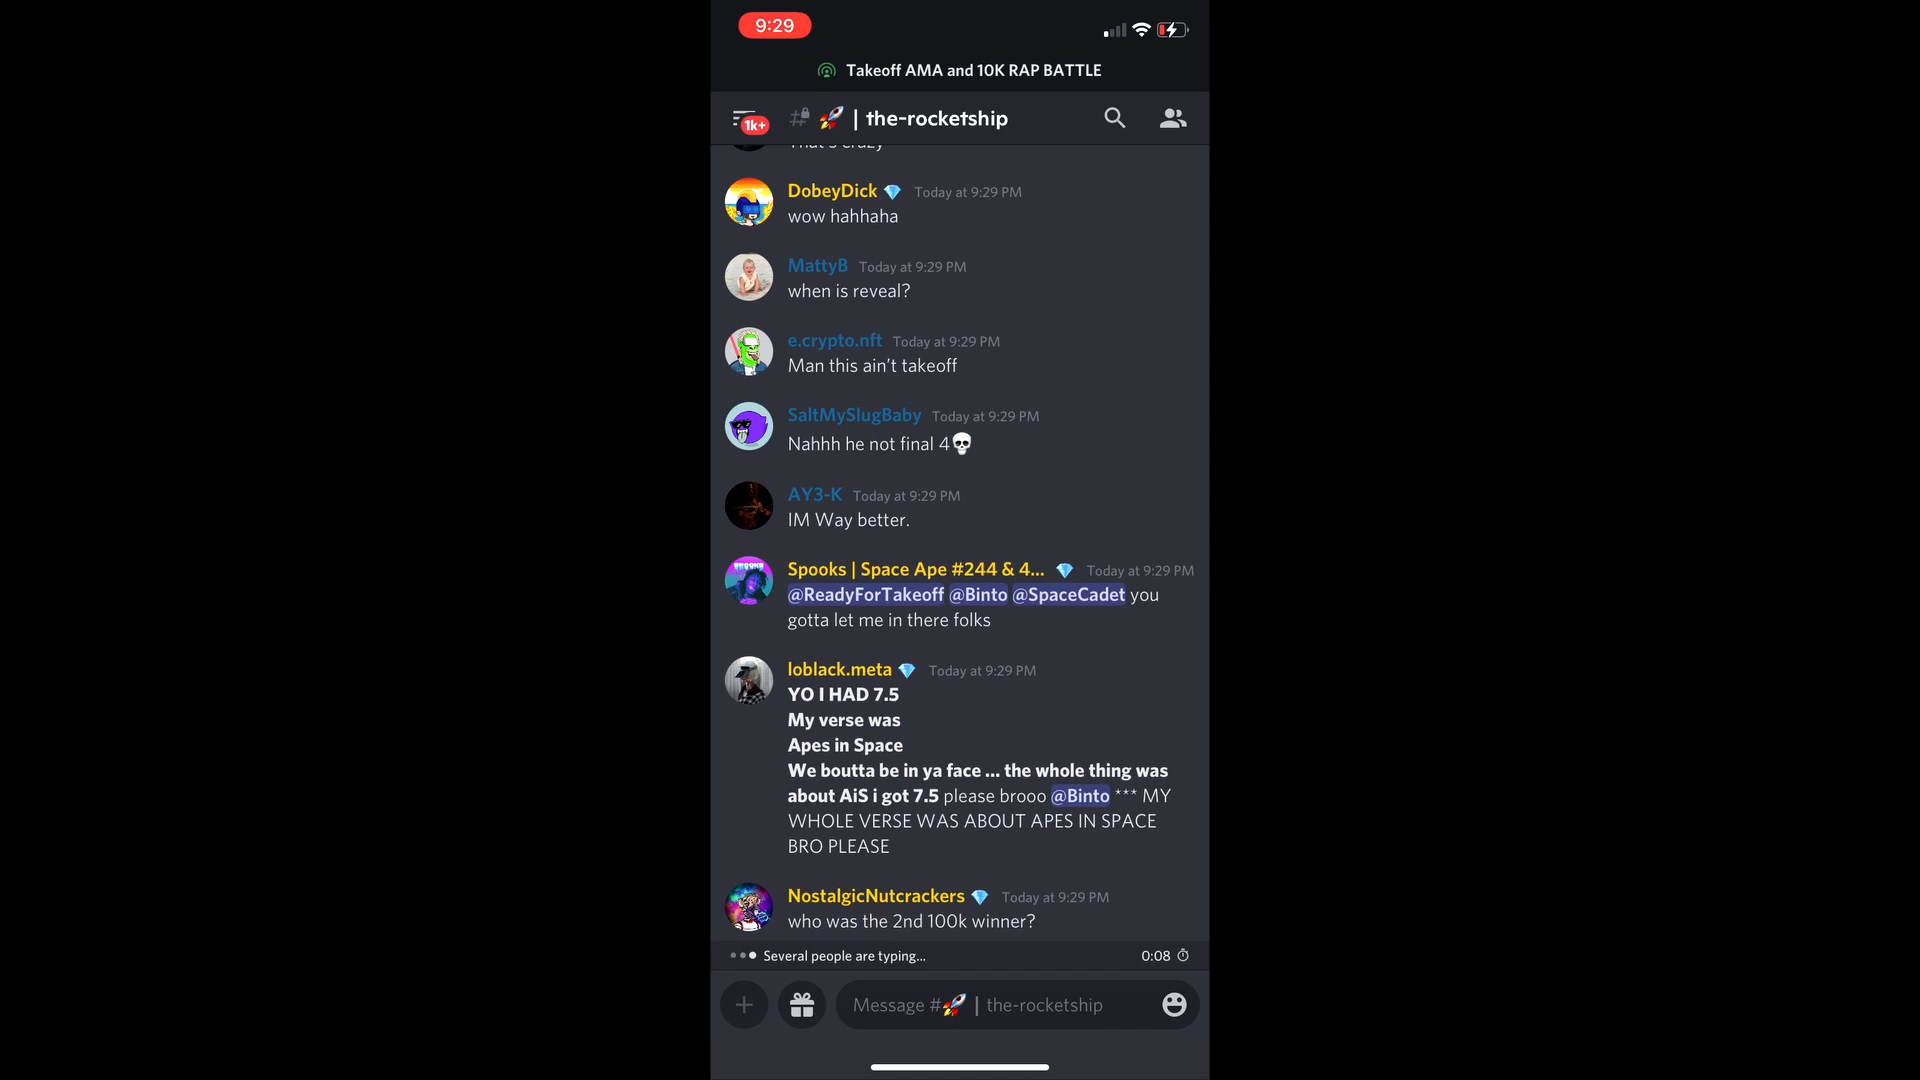 9:29
Takeoff AMA and 10K RAP BATTLE
1k+
# 🚀 | the-rocketship
That's crazy
DobeyDick 💎 Today at 9:29 PM
wow hahhaha
MattyB Today at 9:29 PM
when is reveal?
e.crypto.nft Today at 9:29 PM
Man this ain’t takeoff
SaltMySlugBaby Today at 9:29 PM
Nahhh he not final 4💀
AY3-K Today at 9:29 PM
IM Way better.
Spooks | Space Ape #244 & 4... 💎 Today at 9:29 PM
@ReadyForTakeoff @Binto @SpaceCadet you
gotta let me in there folks
loblack.meta 💎 Today at 9:29 PM
YO I HAD 7.5
My verse was
Apes in Space
We boutta be in ya face ... the whole thing was
about AiS i got 7.5 please brooo @Binto *** MY
WHOLE VERSE WAS ABOUT APES IN SPACE
BRO PLEASE
NostalgicNutcrackers 💎 Today at 9:29 PM
who was the 2nd 100k winner?
Several people are typing... 0:08
Message #🚀 | the-rocketship